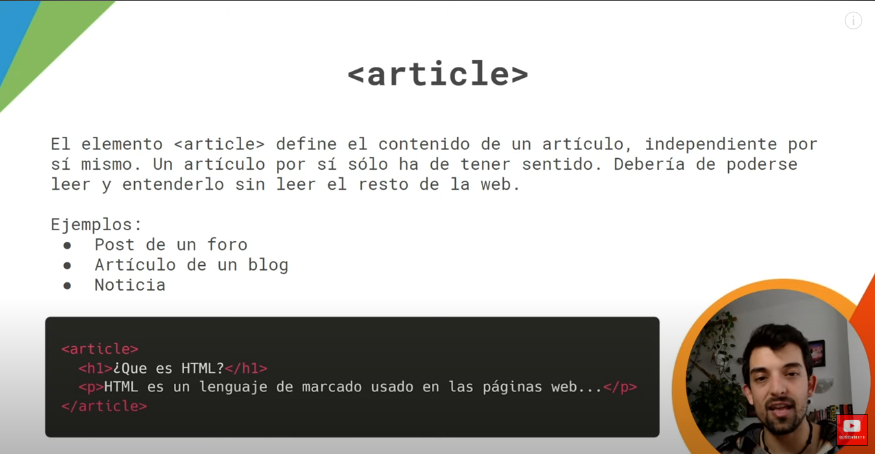 <article>
El elemento <article> define el contenido de un artículo, independiente por
sí mismo. Un artículo por sí sólo ha de tener sentido. Debería de poderse
leer y entenderlo sin leer el resto de la web.
Ejemplos:
● Post de un foro
● Artículo de un blog
● Noticia
<article>
<h1>¿Que es HTML?</h1>
<p>HTML es un lenguaje de marcado usado en las páginas web...</p>
</article>